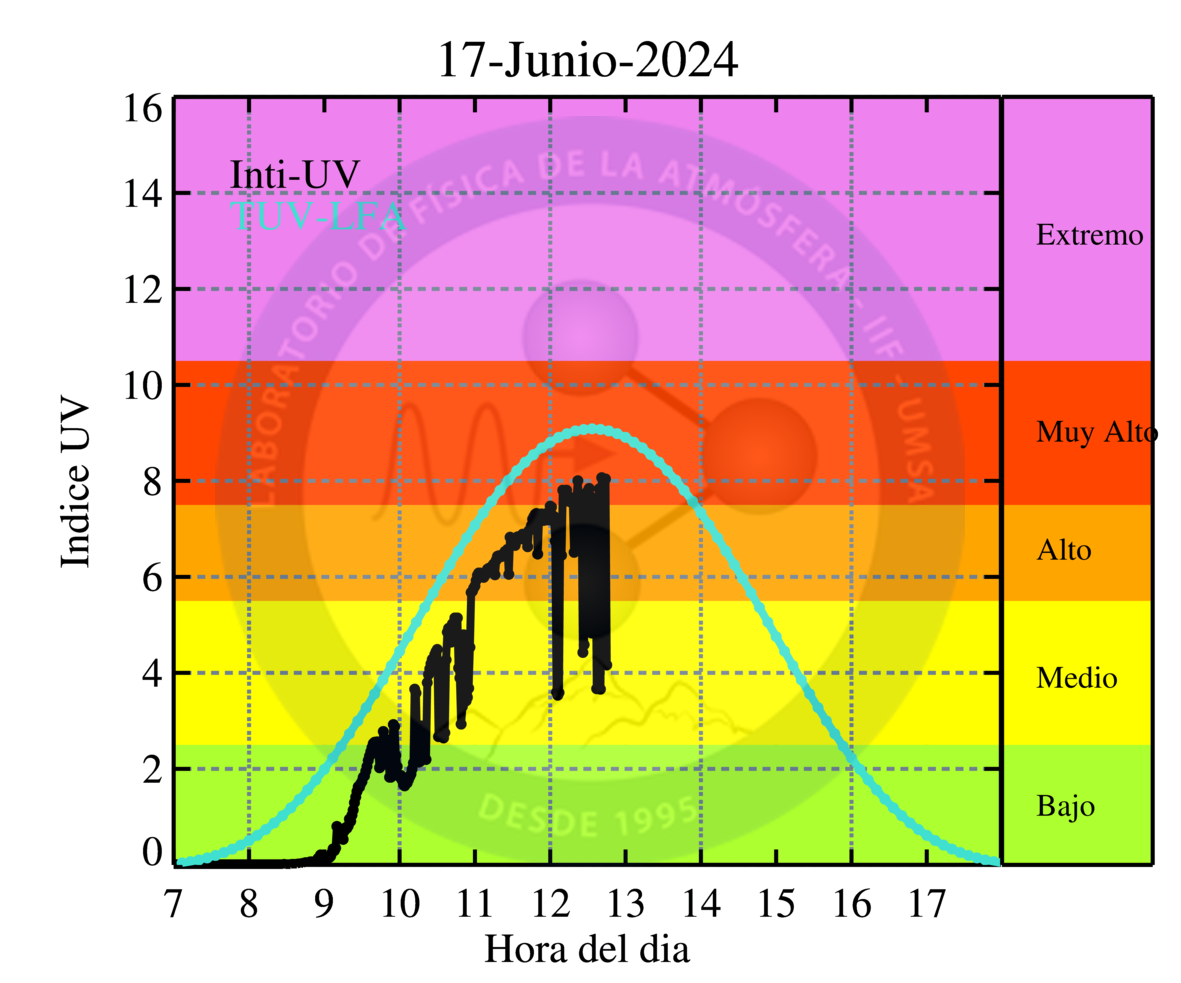 17-Junio-2024
Inti-UV
TUV-LFA
LABORATORIO DE FÍSICA DE LA ATMÓSFERA - IIF - UMSA
DESDE 1995
Indice UV
16
14
12
10
8
6
4
2
0
Extremo
Muy Alto
Alto
Medio
Bajo
7 8 9 10 11 12 13 14 15 16 17
Hora del dia